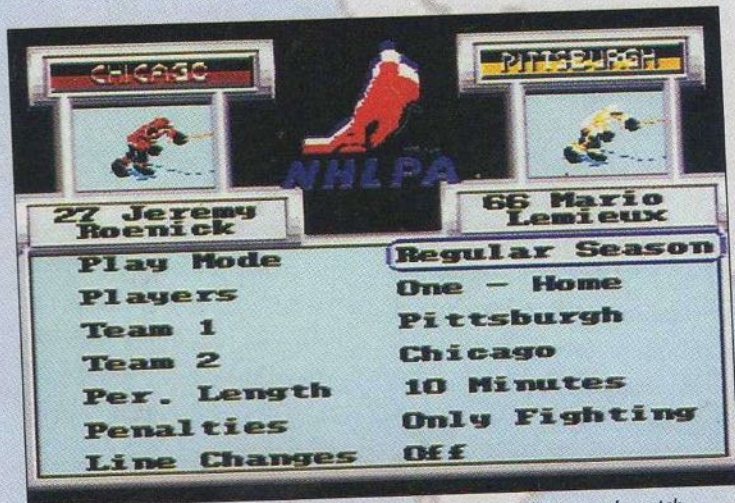 CHICAGO
PITTSBURGH
NHLPA
27 Jeremy
Roenick
66 Mario
Lemieux
Play Mode Regular Season
Players One - Home
Team 1 Pittsburgh
Team 2 Chicago
Per. Length 10 Minutes
Penalties Only Fighting
Line Changes Off